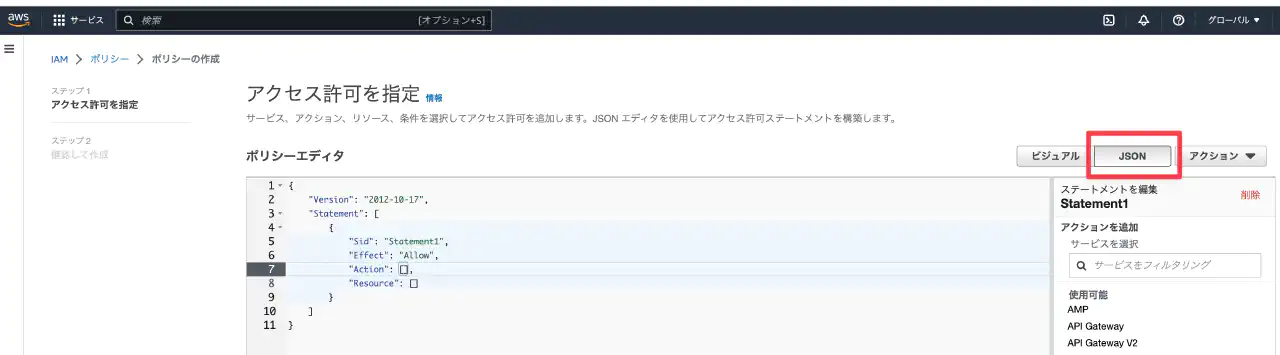 aws サービス 検索 [オプション+S] グローバル ▼
IAM > ポリシー > ポリシーの作成
ステップ 1
アクセス許可を指定
ステップ 2
確認して作成
アクセス許可を指定 情報
サービス、アクション、リソース、条件を選択してアクセス許可を追加します。JSON エディタを使用してアクセス許可ステートメントを構築します。
ポリシーエディタ
ビジュアル JSON アクション ▼
1 {
2 "Version": "2012-10-17",
3 "Statement": [
4 {
5 "Sid": "Statement1",
6 "Effect": "Allow",
7 "Action": [],
8 "Resource": []
9 }
10 ]
11 }
ステートメントを編集
Statement1 削除
アクションを追加
サービスを選択
サービスをフィルタリング
使用可能
AMP
API Gateway
API Gateway V2